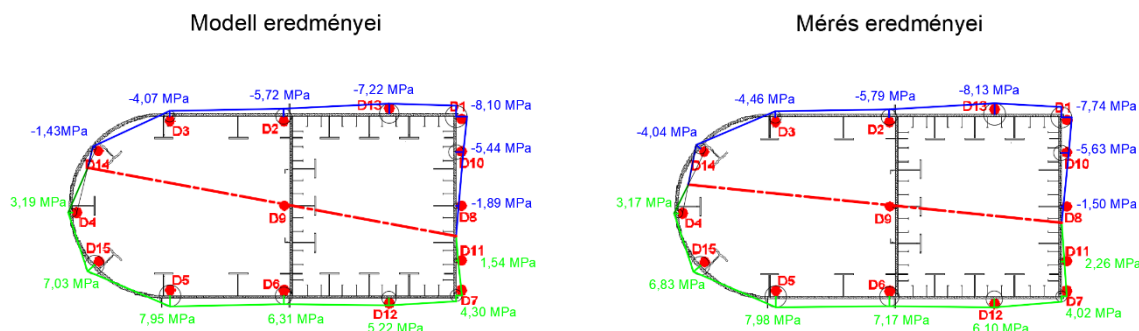 Modell eredményei
Mérés eredményei
-7,22 MPa
-5,72 MPa
-4,07 MPa
D13
D1
-8,10 MPa
D3
D2
-1,43MPa
D14
-5,44 MPa
D10
3,19 MPa
D4
D9
-1,89 MPa
D8
D15
D11
1,54 MPa
7,03 MPa
D5
D6
D7
7,95 MPa
6,31 MPa
D12
4,30 MPa
5,22 MPa
-8,13 MPa
-5,79 MPa
-4,46 MPa
D13
D1
-7,74 MPa
D3
D2
-4,04 MPa
D14
-5,63 MPa
D10
3,17 MPa
D4
D9
-1,50 MPa
D8
D15
D11
2,26 MPa
6,83 MPa
D5
D6
D7
7,98 MPa
7,17 MPa
D12
4,02 MPa
6,10 MPa